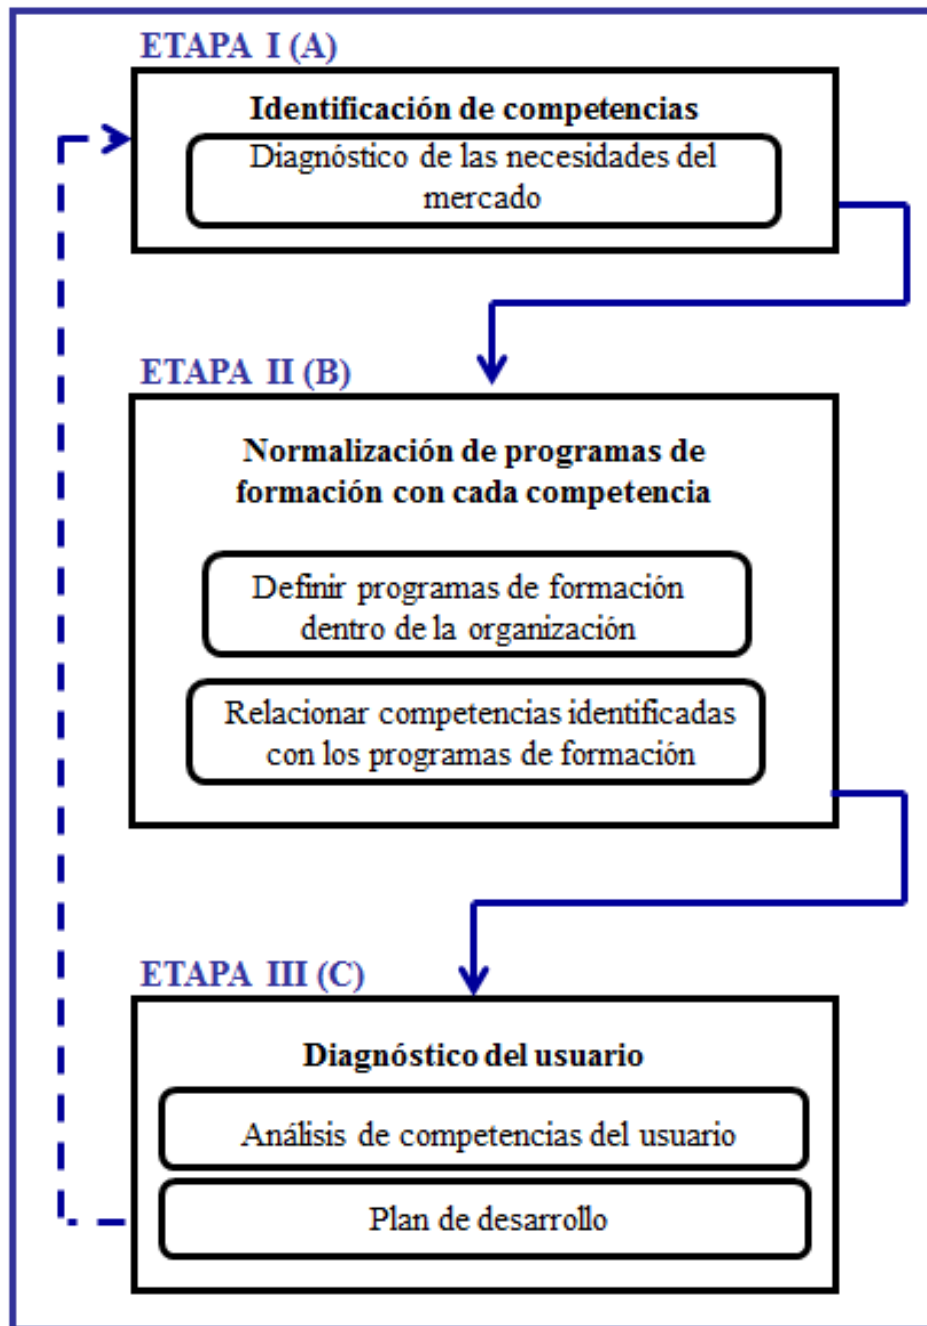 ETAPA I (A)
Identificación de competencias
Diagnóstico de las necesidades del
mercado
ETAPA II (B)
Normalización de programas de
formación con cada competencia
Definir programas de formación
dentro de la organización
Relacionar competencias identificadas
con los programas de formación
ETAPA III (C)
Diagnóstico del usuario
Análisis de competencias del usuario
Plan de desarrollo